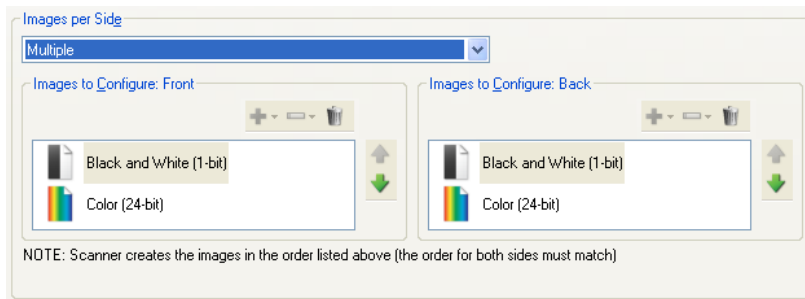 Images per Side
Multiple
Images to Configure: Front
Images to Configure: Back
Black and White (1-bit)
Color (24-bit)
Black and White (1-bit)
Color (24-bit)
NOTE: Scanner creates the images in the order listed above (the order for both sides must match)